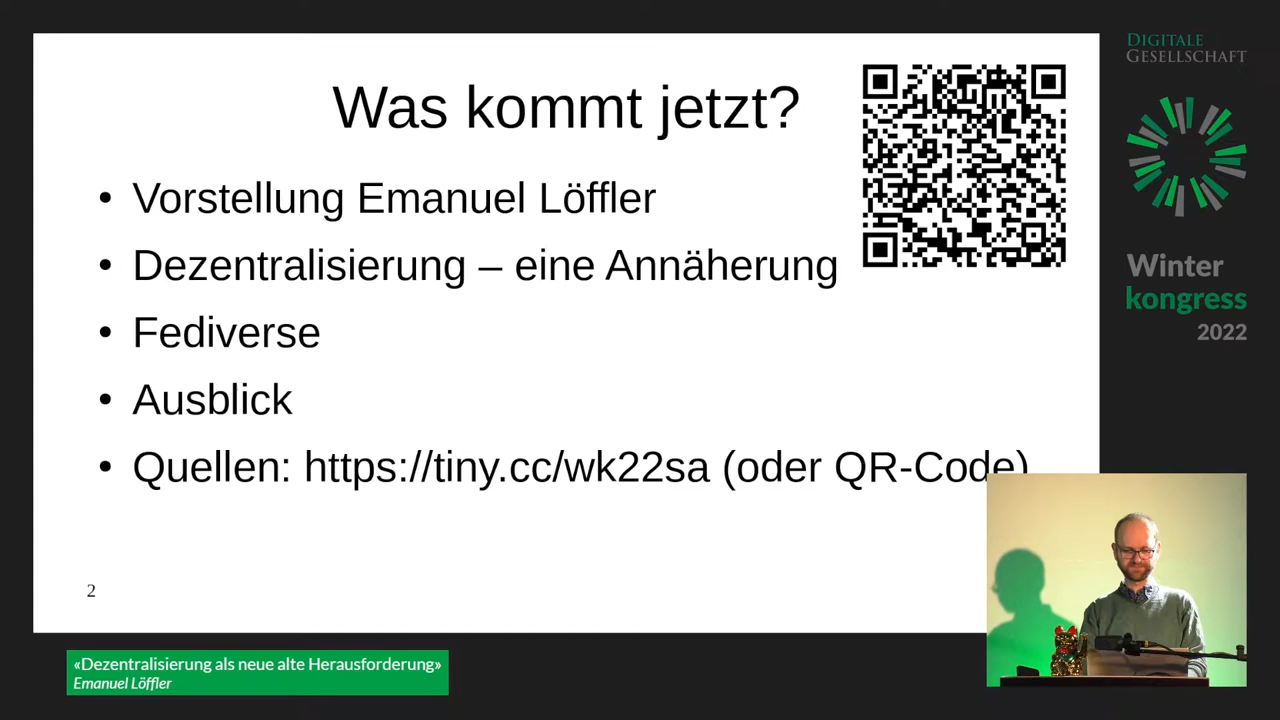 Was kommt jetzt?
• Vorstellung Emanuel Löffler
• Dezentralisierung – eine Annäherung
• Fediverse
• Ausblick
• Quellen: https://tiny.cc/wk22sa (oder QR-Code)
2
DIGITALE
GESELLSCHAFT
Winter
kongress
2022
«Dezentralisierung als neue alte Herausforderung»
Emanuel Löffler